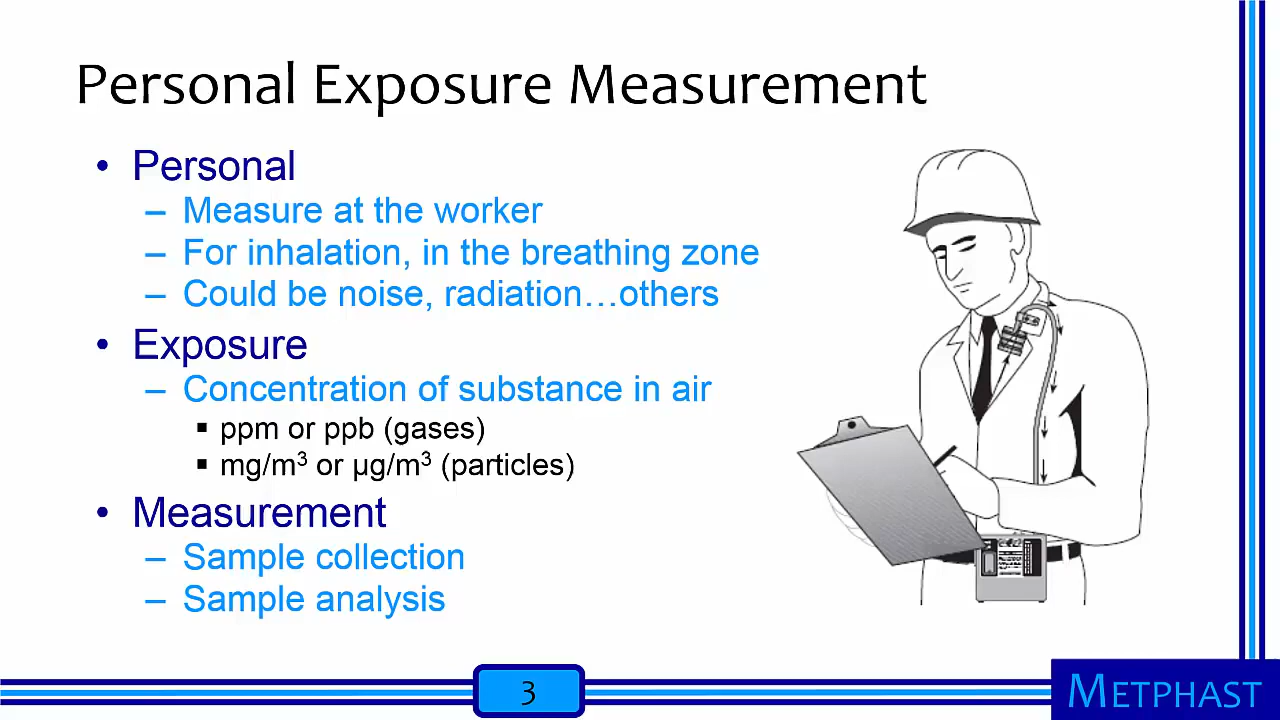 Personal Exposure Measurement
• Personal
– Measure at the worker
– For inhalation, in the breathing zone
– Could be noise, radiation…others
• Exposure
– Concentration of substance in air
▪ ppm or ppb (gases)
▪ mg/m³ or µg/m³ (particles)
• Measurement
– Sample collection
– Sample analysis
3
METPHAST